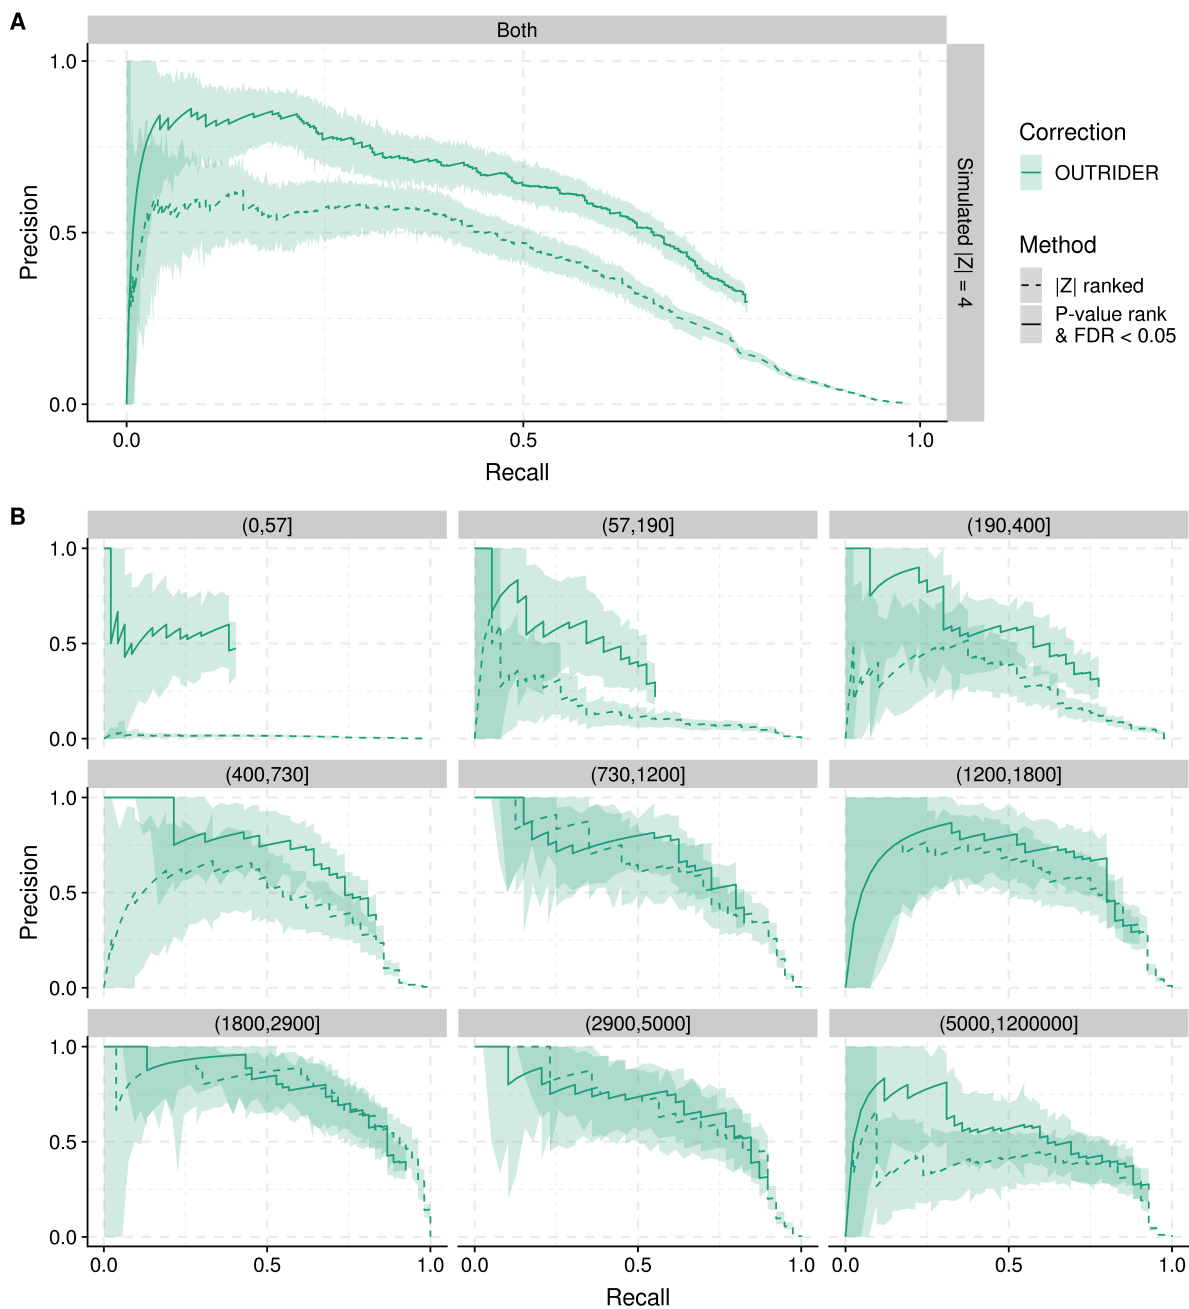 A
Both
Precision
1.0
0.5
0.0
0.0
0.5
1.0
Recall
Simulated |Z| = 4
Correction
OUTRIDER
Method
|Z| ranked
P-value rank
& FDR < 0.05
B
(0,57]
(57,190]
(190,400]
1.0
0.5
0.0
(400,730]
(730,1200]
(1200,1800]
1.0
0.5
0.0
Precision
(1800,2900]
(2900,5000]
(5000,1200000]
1.0
0.5
0.0
0.0
0.5
1.0
0.0
0.5
1.0
0.0
0.5
1.0
Recall